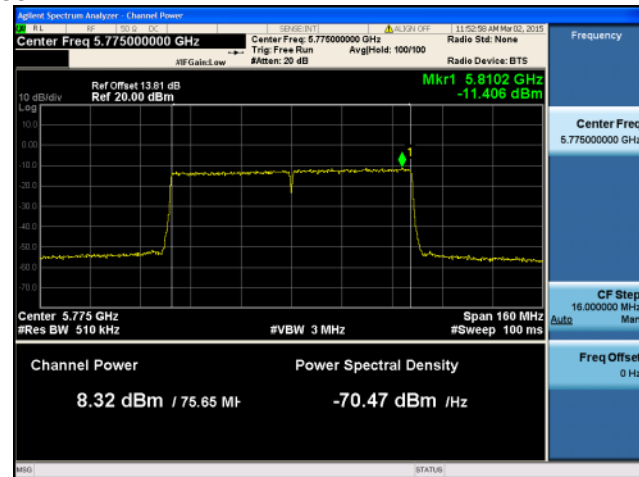 Agilent Spectrum Analyzer - Channel Power
RL RF 50 Ω DC SENSE:INT ALIGN OFF 11:52:58 AM Mar 02, 2015
Center Freq 5.775000000 GHz
Center Freq: 5.775000000 GHz
Radio Std: None
Trig: Free Run Avg|Hold: 100/100
#IFGain:Low #Atten: 20 dB Radio Device: BTS
Frequency
Ref Offset 13.81 dB
10 dB/div Ref 20.00 dBm
Mkr1 5.8102 GHz
-11.406 dBm
Log
10.0
0.00
-10.0
-20.0
-30.0
-40.0
-50.0
-60.0
-70.0
1
Center Freq
5.775000000 GHz
Center 5.775 GHz Span 160 MHz
#Res BW 510 kHz #VBW 3 MHz #Sweep 100 ms
CF Step
16.000000 MHz
Auto Man
Channel Power Power Spectral Density
8.32 dBm / 75.65 MH -70.47 dBm /Hz
Freq Offset
0 Hz
MSG STATUS